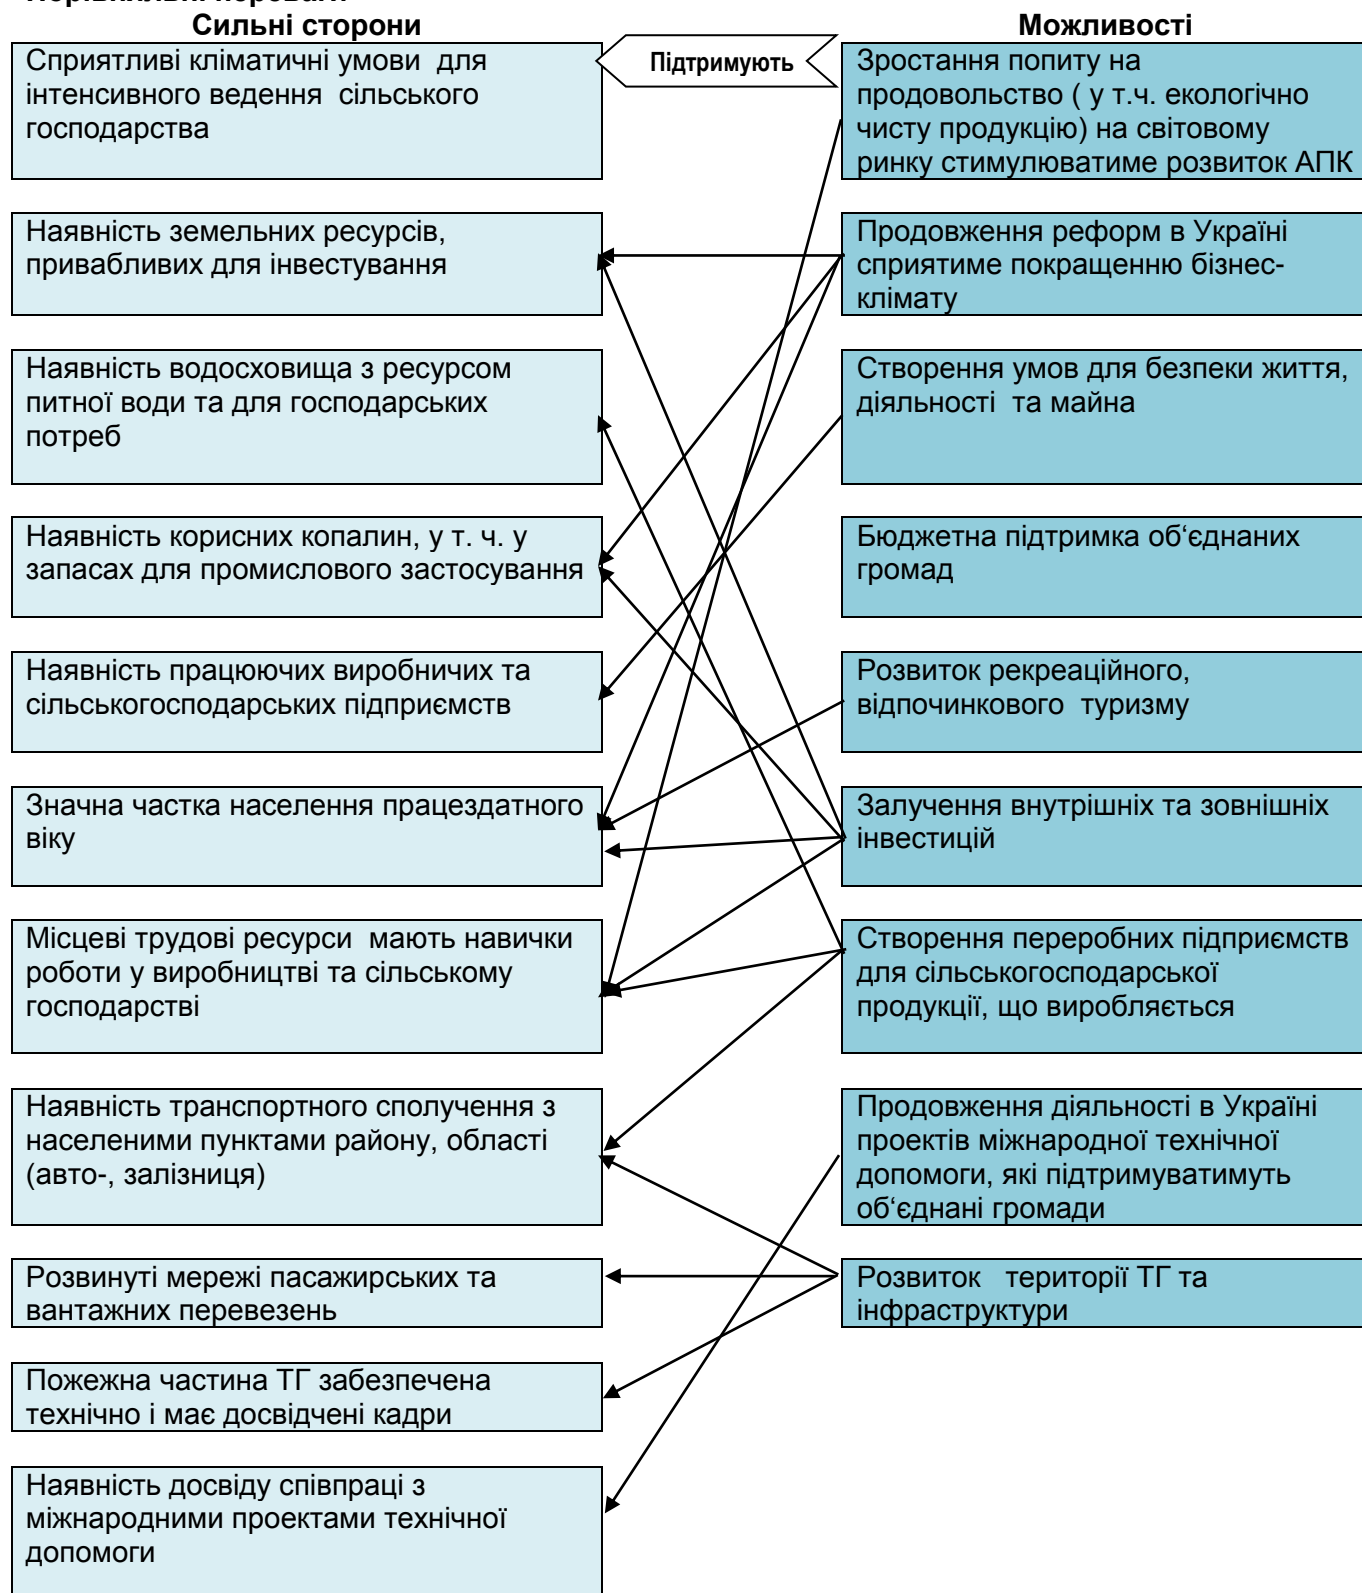 Сильні сторони
Сприятливі кліматичні умови для
інтенсивного ведення сільського
господарства
Наявність земельних ресурсів,
привабливих для інвестування
Наявність водосховища з ресурсом
питної води та для господарських
потреб
Наявність корисних копалин, у т. ч. у
запасах для промислового застосування
Наявність працюючих виробничих та
сільськогосподарських підприємств
Значна частка населення працездатного
віку
Місцеві трудові ресурси мають навички
роботи у виробництві та сільському
господарстві
Наявність транспортного сполучення з
населеними пунктами району, області
(авто-, залізниця)
Розвинуті мережі пасажирських та
вантажних перевезень
Пожежна частина ТГ забезпечена
технічно і має досвідчені кадри
Наявність досвіду співпраці з
міжнародними проектами технічної
допомоги
Підтримують
Можливості
Зростання попиту на
продовольство ( у т.ч. екологічно
чисту продукцію) на світовому
ринку стимулюватиме розвиток АПК
Продовження реформ в Україні
сприятиме покращенню бізнес-
клімату
Створення умов для безпеки життя,
діяльності та майна
Бюджетна підтримка об‘єднаних
громад
Розвиток рекреаційного,
відпочинкового туризму
Залучення внутрішніх та зовнішніх
інвестицій
Створення переробних підприємств
для сільськогосподарської
продукції, що виробляється
Продовження діяльності в Україні
проектів міжнародної технічної
допомоги, які підтримуватимуть
об‘єднані громади
Розвиток території ТГ та
інфраструктури